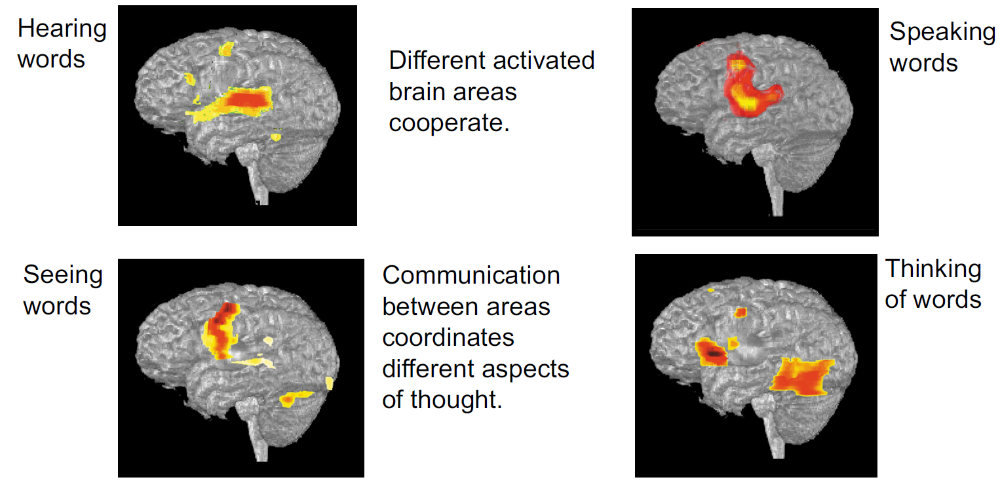 Hearing
words
Different activated
brain areas
cooperate.
Speaking
words
Seeing
words
Communication
between areas
coordinates
different aspects
of thought.
Thinking
of words